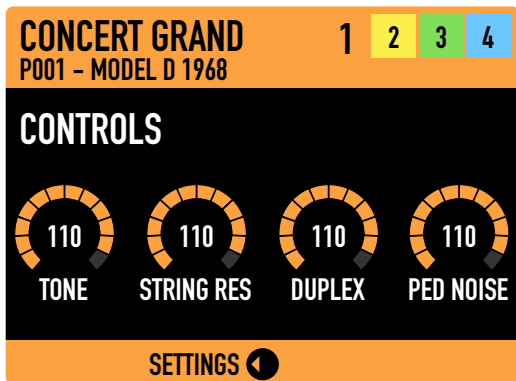 CONCERT GRAND
P001 – MODEL D 1968
1 2 3 4
CONTROLS
110 110 110 110
TONE STRING RES DUPLEX PED NOISE
SETTINGS